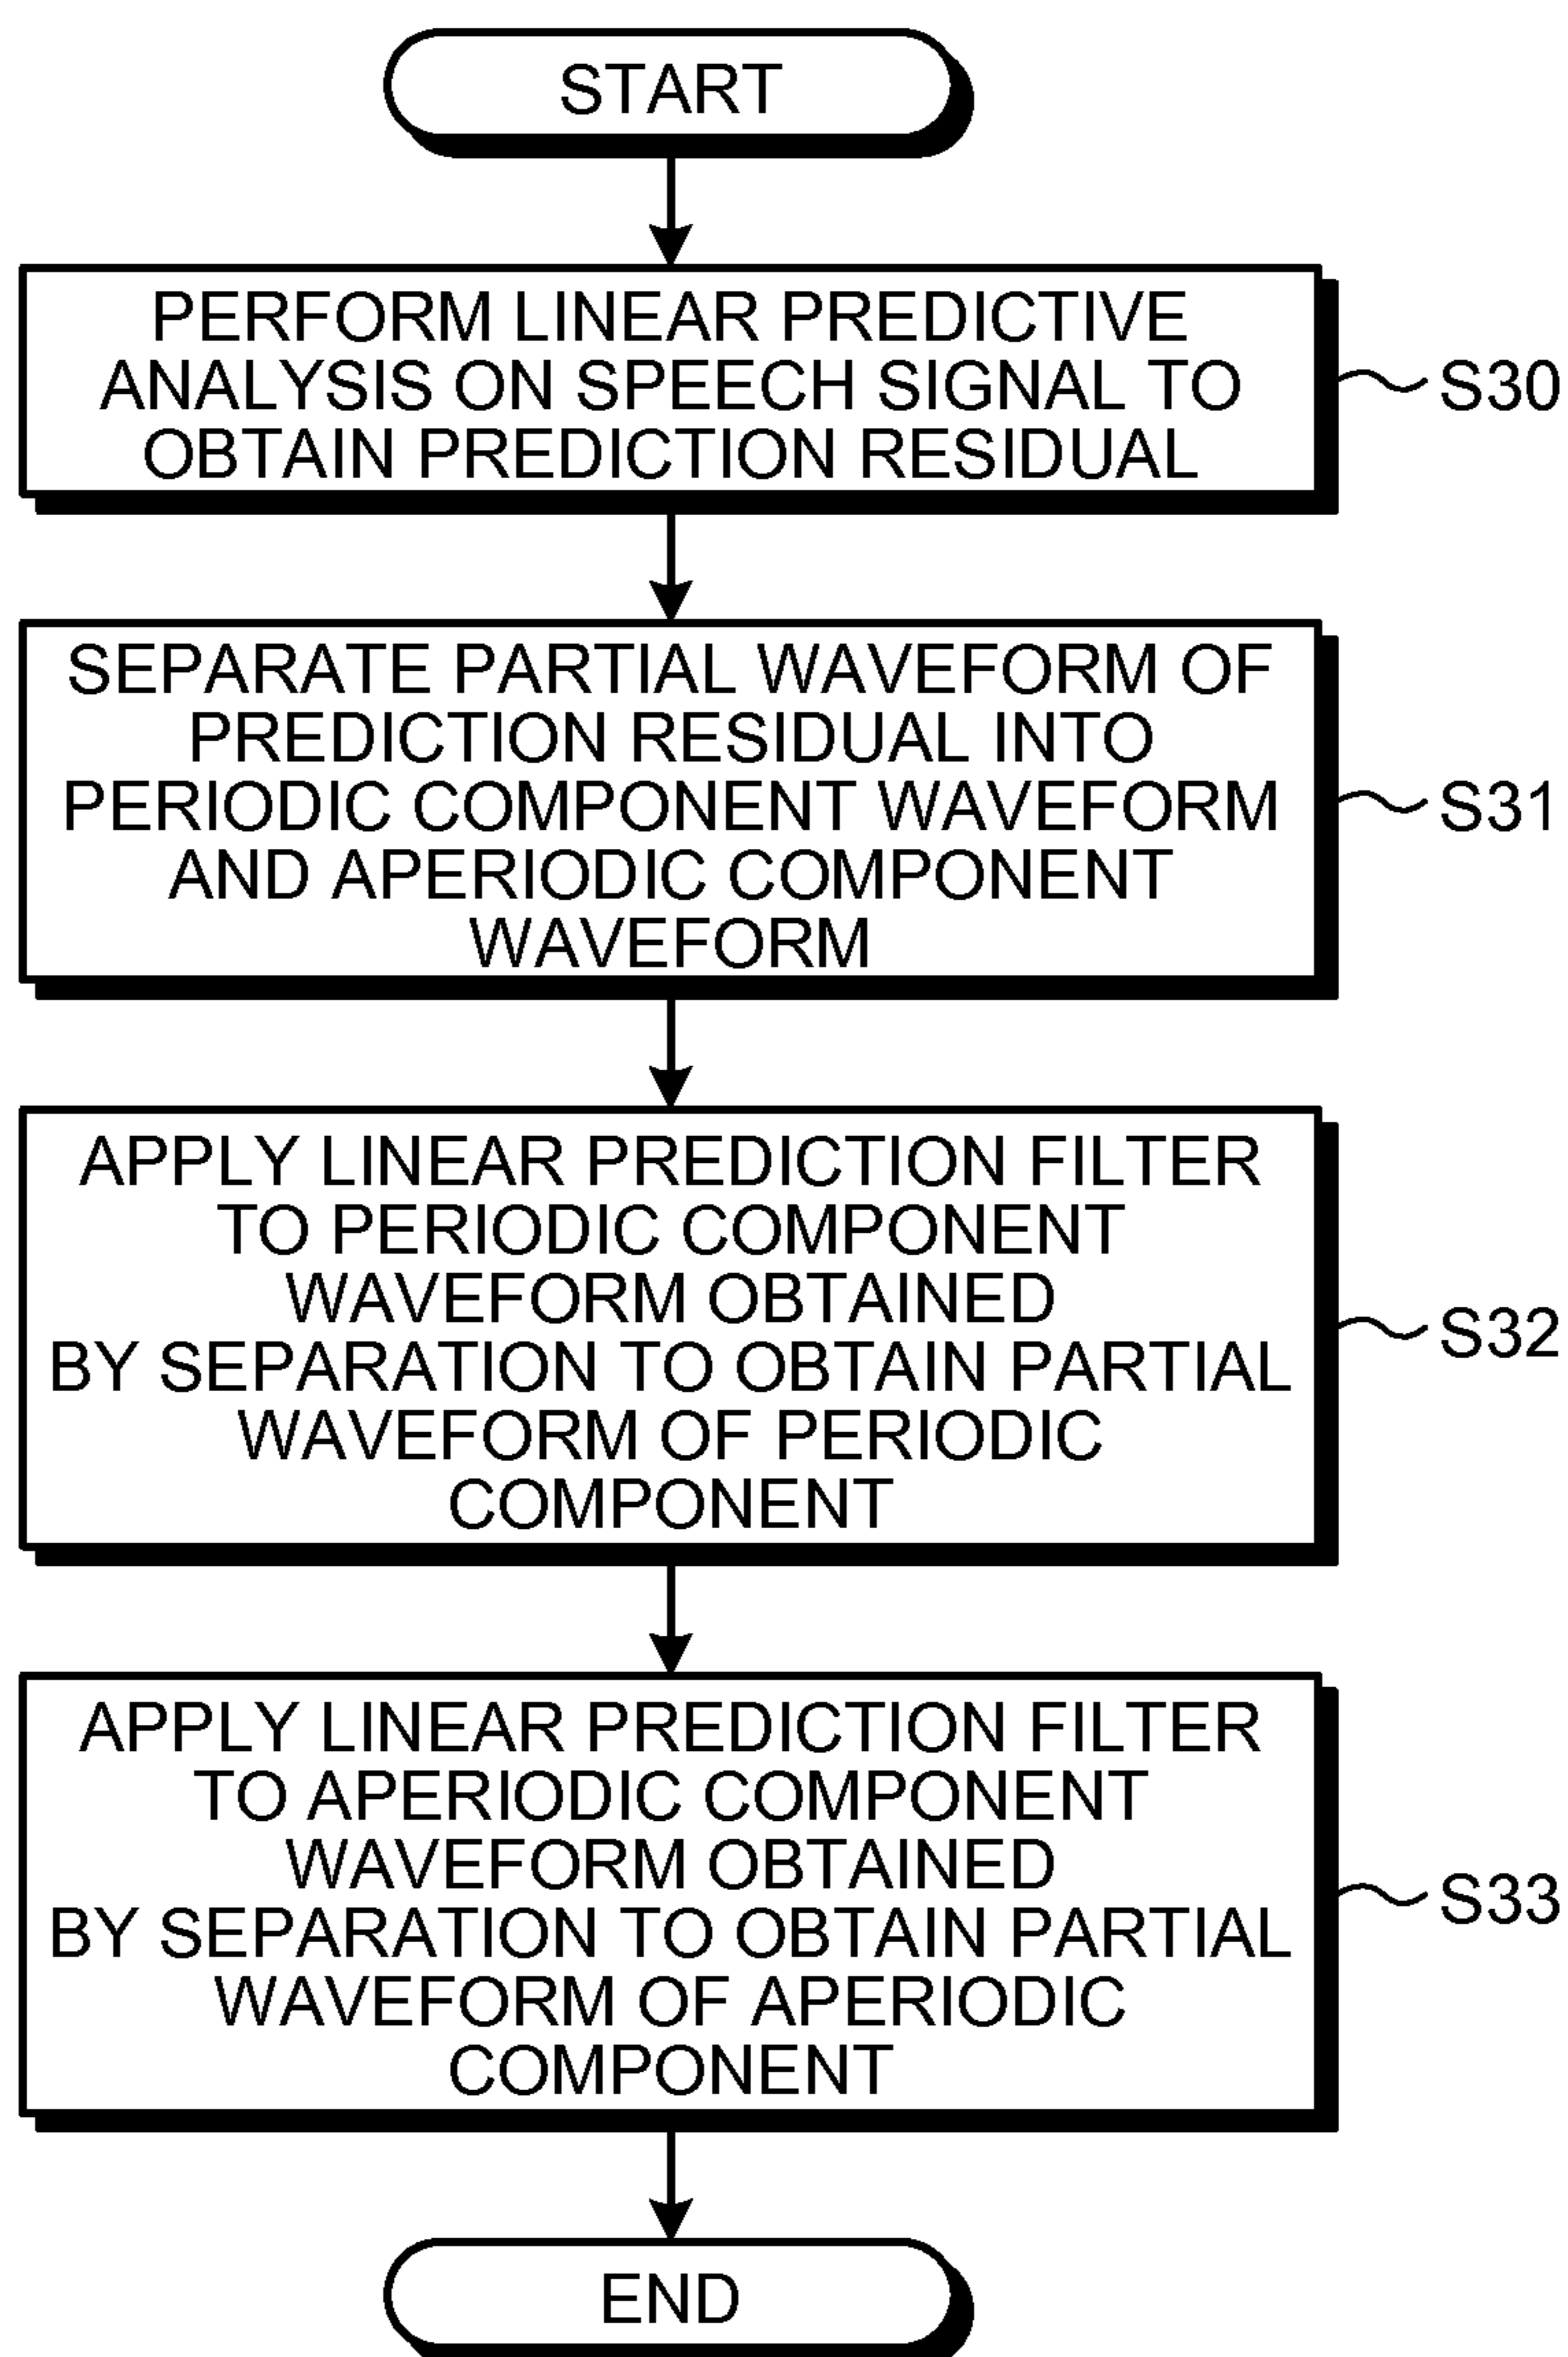 START
PERFORM LINEAR PREDICTIVE
ANALYSIS ON SPEECH SIGNAL TO
OBTAIN PREDICTION RESIDUAL
S30
SEPARATE PARTIAL WAVEFORM OF
PREDICTION RESIDUAL INTO
PERIODIC COMPONENT WAVEFORM
AND APERIODIC COMPONENT
WAVEFORM
S31
APPLY LINEAR PREDICTION FILTER
TO PERIODIC COMPONENT
WAVEFORM OBTAINED
BY SEPARATION TO OBTAIN PARTIAL
WAVEFORM OF PERIODIC
COMPONENT
S32
APPLY LINEAR PREDICTION FILTER
TO APERIODIC COMPONENT
WAVEFORM OBTAINED
BY SEPARATION TO OBTAIN PARTIAL
WAVEFORM OF APERIODIC
COMPONENT
S33
END